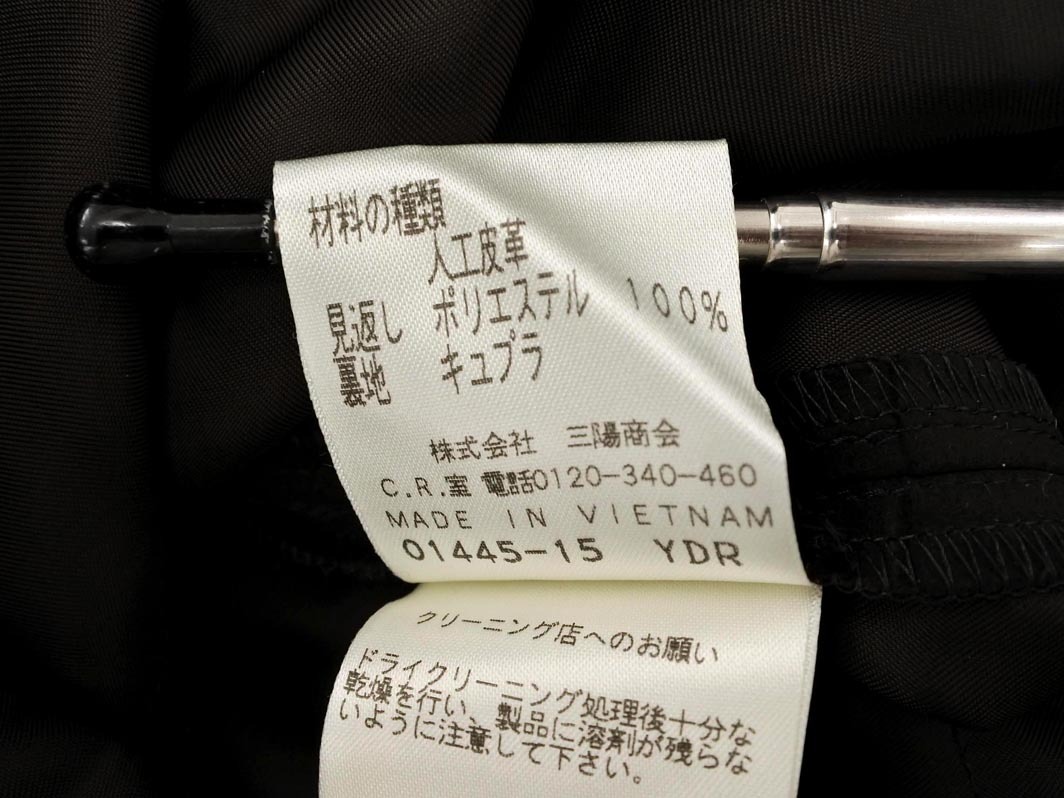 材料の種類
人工皮革
見返し ポリエステル 100%
裏地 キュプラ
株式会社 三陽商会
C.R.室 電話0120-340-460
MADE IN VIETNAM
01445-15 YDR
クリーニング店へのお願い
ドライクリーニング処理後十分な
乾燥を行い、製品に溶剤が残らな
いように注意して下さい。